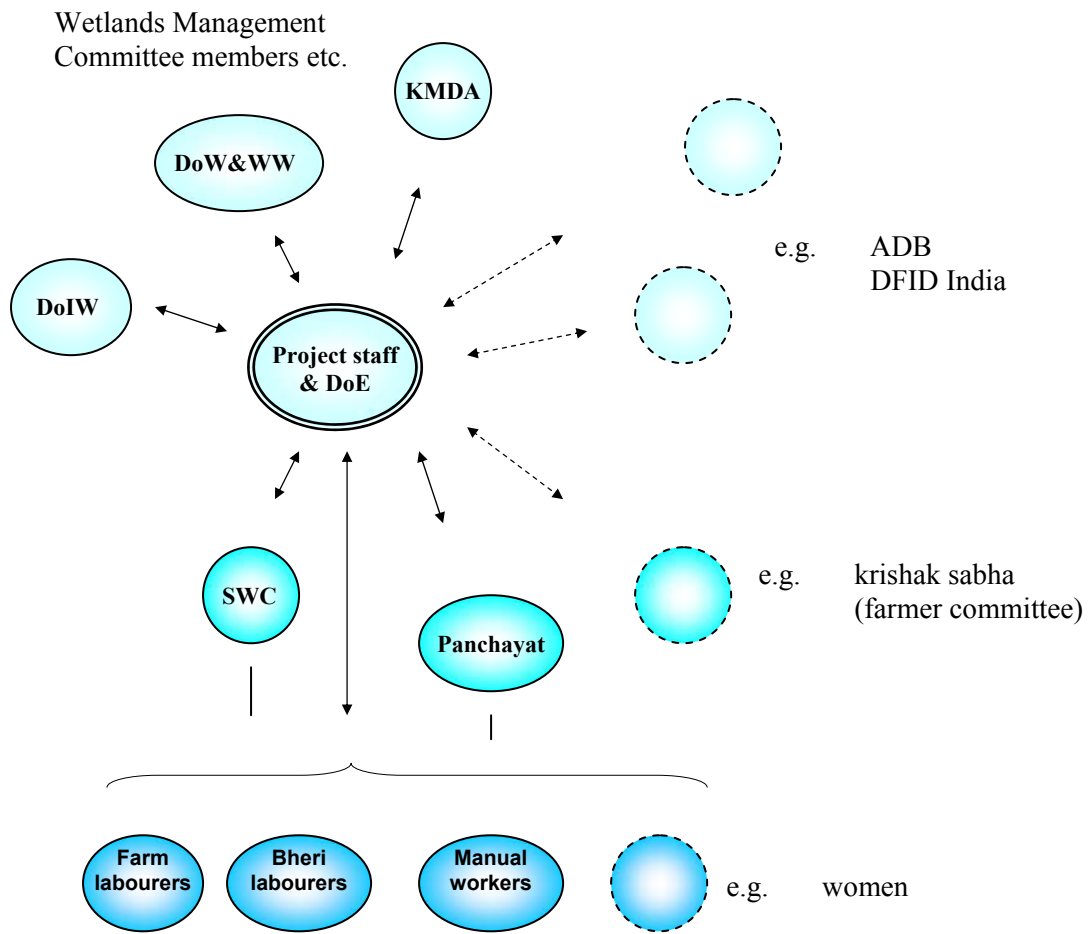 Wetlands Management
Committee members etc.
KMDA
DoW&WW
e.g. ADB
DFID India
DoIW
Project staff
& DoE
SWC
e.g. krishak sabha
(farmer committee)
Panchayat
Farm
labourers
Bheri
labourers
Manual
workers
e.g. women